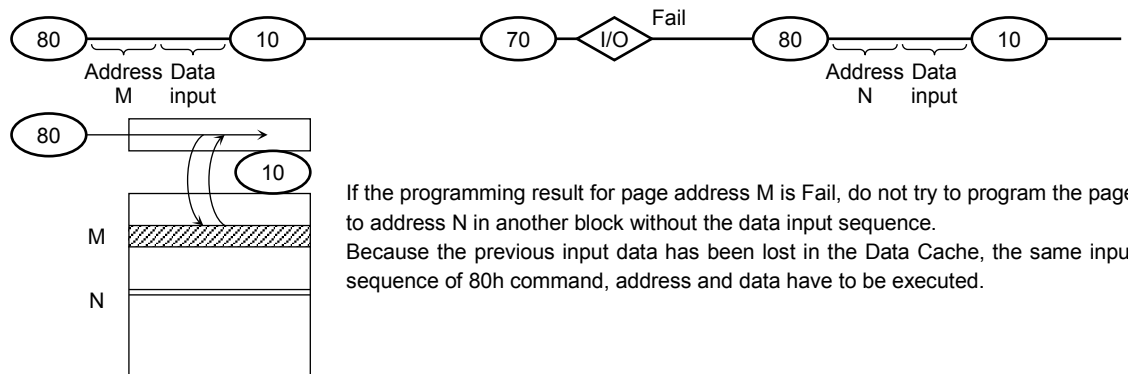 Fail
80 10 70 I/O 80 10
Address Data Address Data
M input N input
80
10
If the programming result for page address M is Fail, do not try to program the page
M to address N in another block without the data input sequence.
Because the previous input data has been lost in the Data Cache, the same input
N sequence of 80h command, address and data have to be executed.